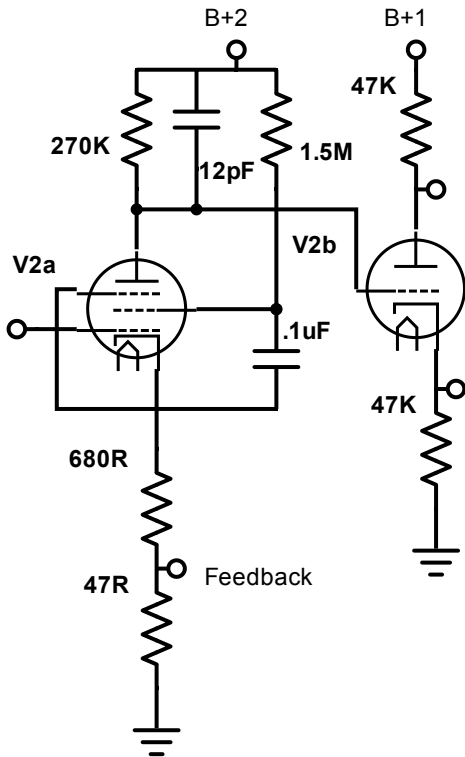 B+2
B+1
47K
270K
12pF
1.5M
V2b
V2a
.1uF
47K
680R
47R
Feedback